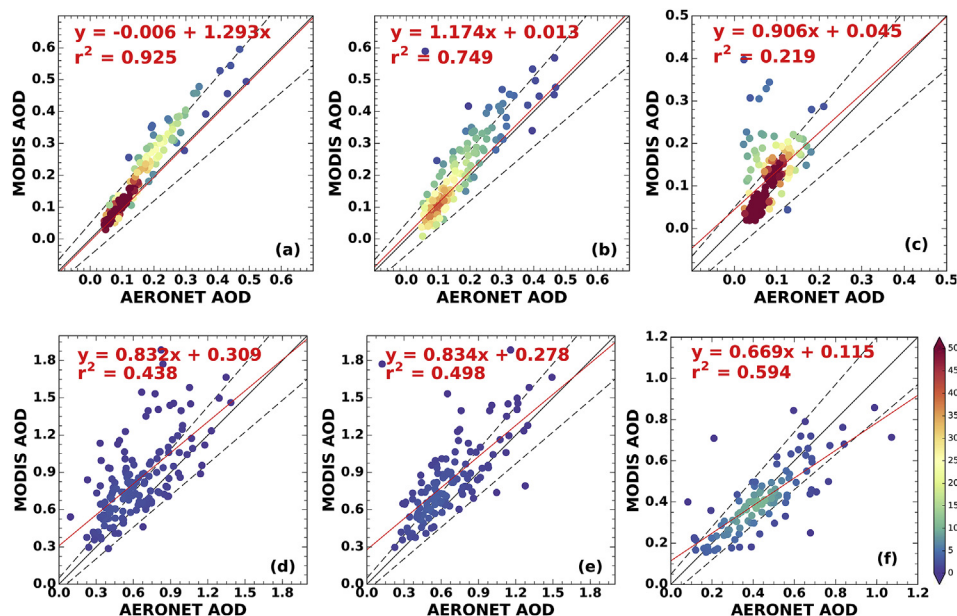 y = -0.006 + 1.293x
r² = 0.925
0.6
0.5
0.4
0.3
0.2
0.1
0.0
MODIS AOD
(a)
0.0 0.1 0.2 0.3 0.4 0.5 0.6
AERONET AOD
1.174x + 0.013
r² = 0.749
0.6
0.5
0.4
0.3
0.2
0.1
0.0
MODIS AOD
(b)
0.0 0.1 0.2 0.3 0.4 0.5 0.6
AERONET AOD
0.906x + 0.045
r² = 0.219
0.5
0.4
0.3
0.2
0.1
0.0
MODIS AOD
(c)
0.0 0.1 0.2 0.3 0.4 0.5
AERONET AOD
y = 0.832x + 0.309
r² = 0.438
1.8
1.5
1.2
0.9
0.6
0.3
0.0
MODIS AOD
(d)
0.0 0.3 0.6 0.9 1.2 1.5 1.8
AERONET AOD
y = 0.834x + 0.278
r² = 0.498
1.8
1.5
1.2
0.9
0.6
0.3
0.0
MODIS AOD
(e)
0.0 0.3 0.6 0.9 1.2 1.5 1.8
AERONET AOD
y = 0.669x + 0.115
r² = 0.594
1.2
1.0
0.8
0.6
0.4
0.2
0.0
MODIS AOD
(f)
0.0 0.2 0.4 0.6 0.8 1.0 1.2
AERONET AOD
50
45
40
35
30
25
20
15
10
5
0